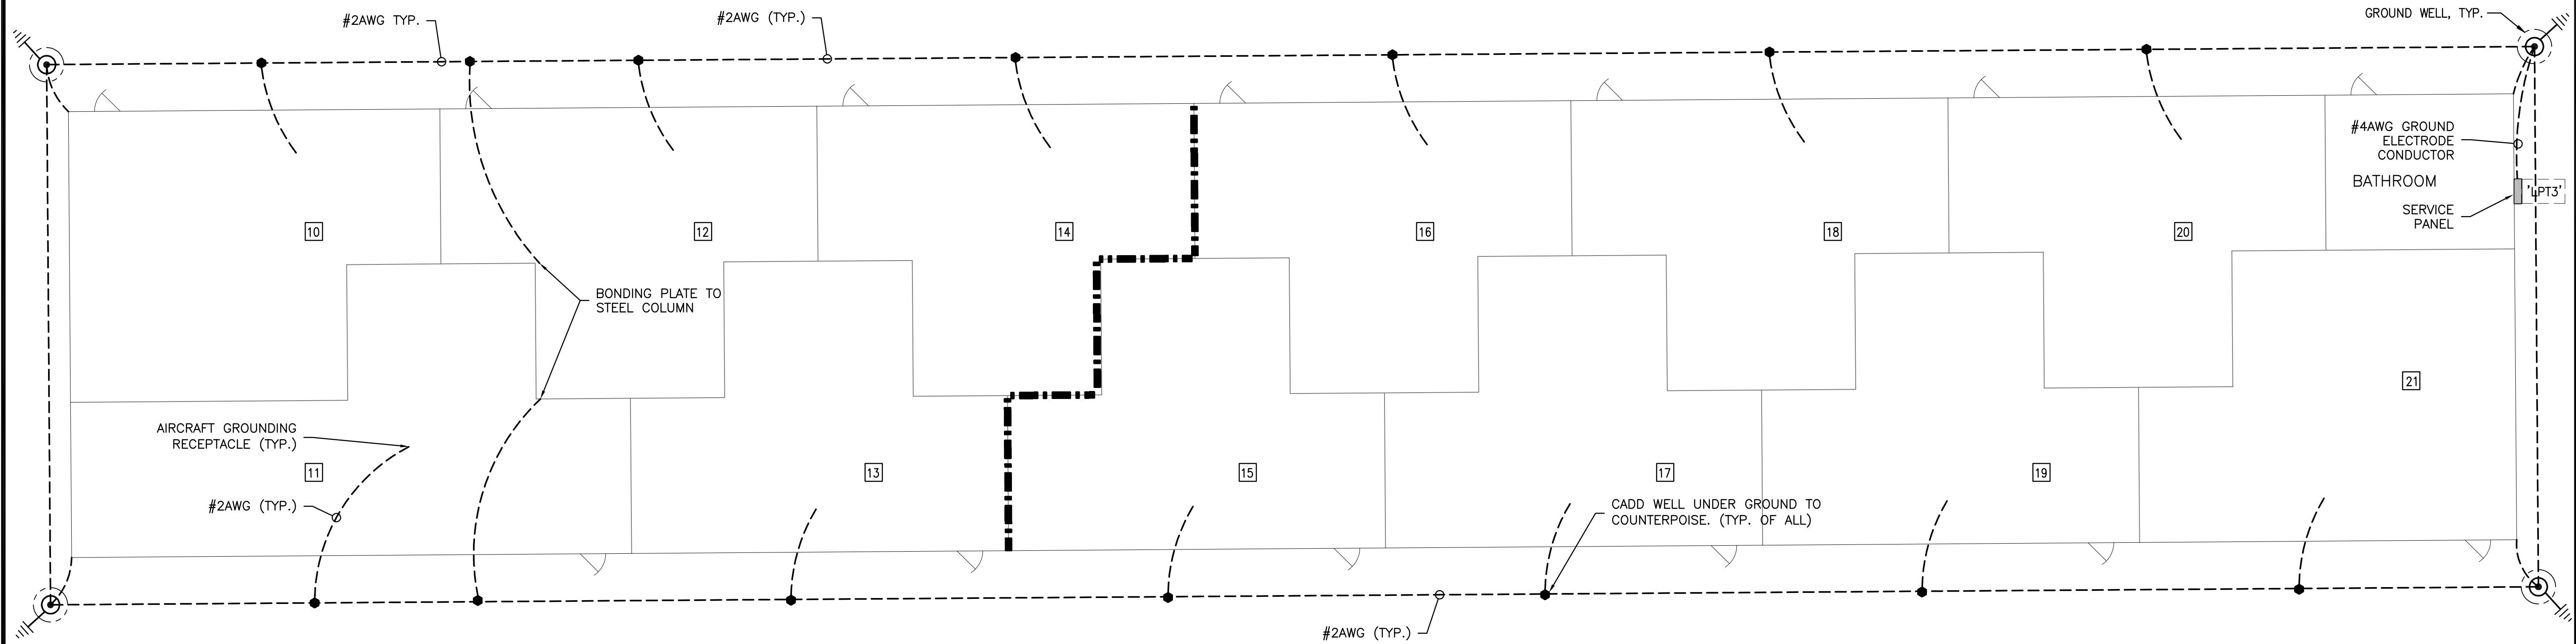 #2AWG TYP.
#2AWG (TYP.)
GROUND WELL, TYP.
#4AWG GROUND
ELECTRODE
CONDUCTOR
BATHROOM
'LPT3'
SERVICE
PANEL
10
12
14
16
18
20
BONDING PLATE TO
STEEL COLUMN
21
AIRCRAFT GROUNDING
RECEPTACLE (TYP.)
11
13
15
17
19
#2AWG (TYP.)
CADD WELL UNDER GROUND TO
COUNTERPOISE. (TYP. OF ALL)
#2AWG (TYP.)